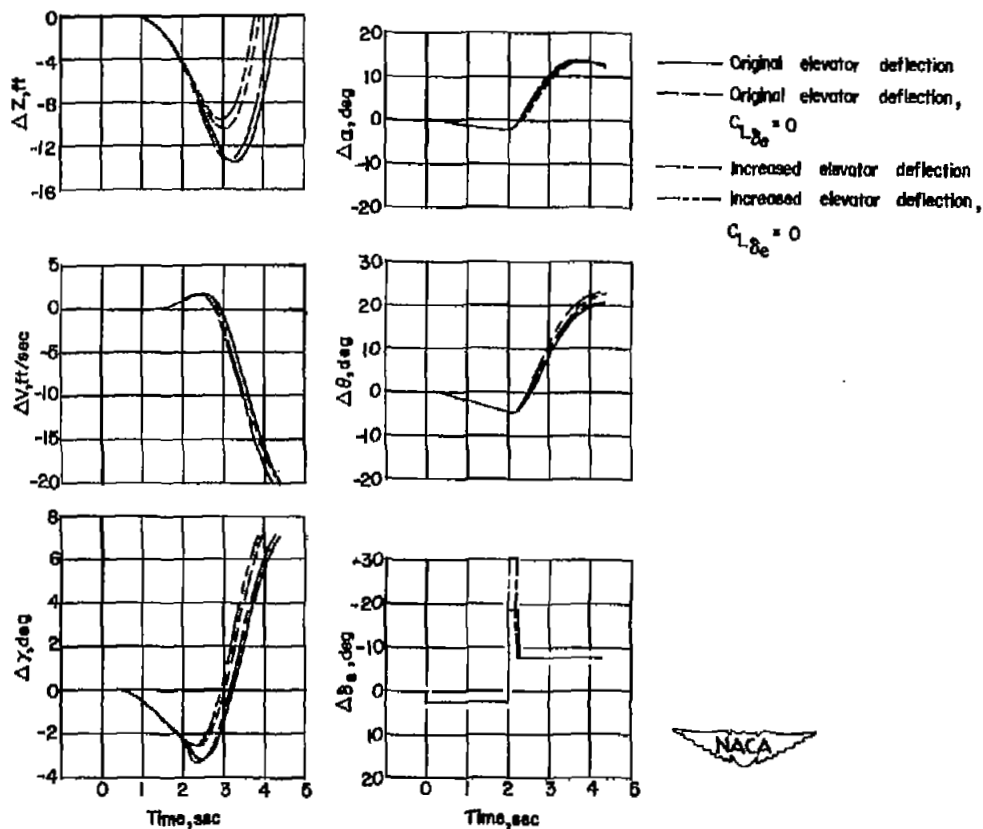 ΔZ,ft
0
-4
-8
-12
-16
Δα,deg
20
10
0
-10
-20
Original elevator deflection
Original elevator deflection,
C_{L_{δe}} = 0
Increased elevator deflection
Increased elevator deflection,
C_{L_{δe}} = 0
ΔV,ft/sec
5
0
-5
-10
-15
-20
Δθ,deg
30
20
10
0
-10
-20
Δγ,deg
8
6
4
2
0
-2
-4
0 1 2 3 4 5
Time,sec
Δδe,deg
-30
-20
-10
0
10
20
0 1 2 3 4 5
Time,sec
NACA